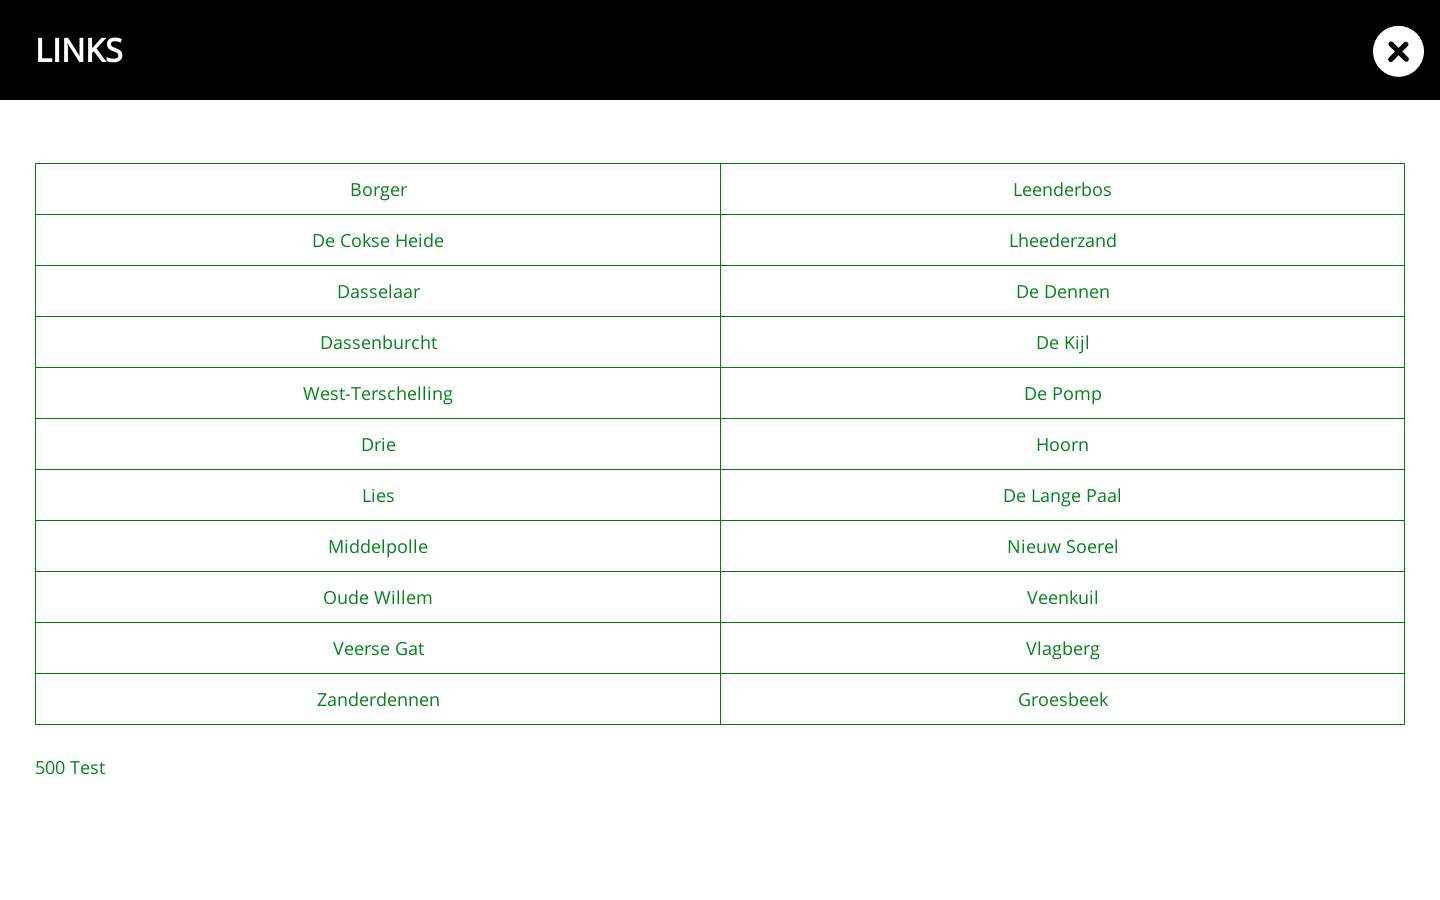 LINKS
Borger Leenderbos
De Cokse Heide Lheederzand
Dasselaar De Dennen
Dassenburcht De Kijl
West-Terschelling De Pomp
Drie Hoorn
Lies De Lange Paal
Middelpolle Nieuw Soerel
Oude Willem Veenkuil
Veerse Gat Vlagberg
Zanderdennen Groesbeek
500 Test